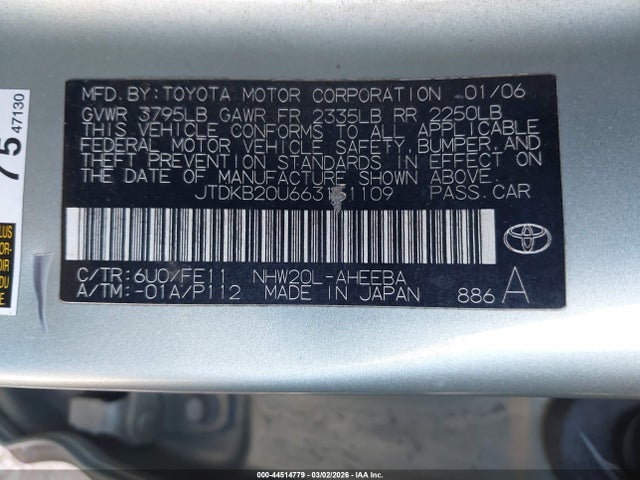 MFD. BY: TOYOTA MOTOR CORPORATION 01/06
GVWR 3795LB GAWR FR 2335LB RR 2250LB
THIS VEHICLE CONFORMS TO ALL APPLICABLE
FEDERAL MOTOR VEHICLE SAFETY, BUMPER, AND
THEFT PREVENTION STANDARDS IN EFFECT ON
THE DATE OF MANUFACTURE SHOWN ABOVE.
PASS. CAR
C/TR: 6U0/FE11 NHW20L-AHEEBA
A/TM: -01A/P112 MADE IN JAPAN 886 A
TOYOTA
75
47130
000-44514779 - 03/02/2026 - IAA Inc.